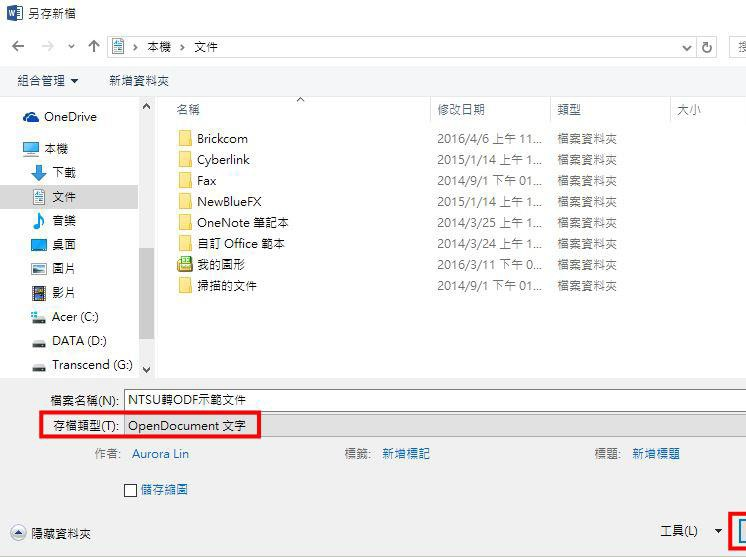 另存新檔
本機 › 文件
搜
組合管理 新增資料夾
名稱 修改日期 類型 大小
OneDrive
本機
下載
文件
音樂
桌面
圖片
影片
Acer (C:)
DATA (D:)
Transcend (G:)
Brickcom 2016/4/6 上午 11... 檔案資料夾
Cyberlink 2015/1/14 上午 1... 檔案資料夾
Fax 2014/9/1 下午 01... 檔案資料夾
NewBlueFX 2015/1/14 上午 1... 檔案資料夾
OneNote 筆記本 2014/3/25 上午 1... 檔案資料夾
自訂 Office 範本 2014/3/24 上午 1... 檔案資料夾
我的圖形 2016/3/11 下午 0... 檔案資料夾
掃描的文件 2014/9/1 下午 01... 檔案資料夾
檔案名稱(N): NTSU轉ODF示範文件
存檔類型(T): OpenDocument 文字
作者: Aurora Lin 標籤: 新增標記 標題: 新增標題
儲存縮圖
隱藏資料夾 工具(L)